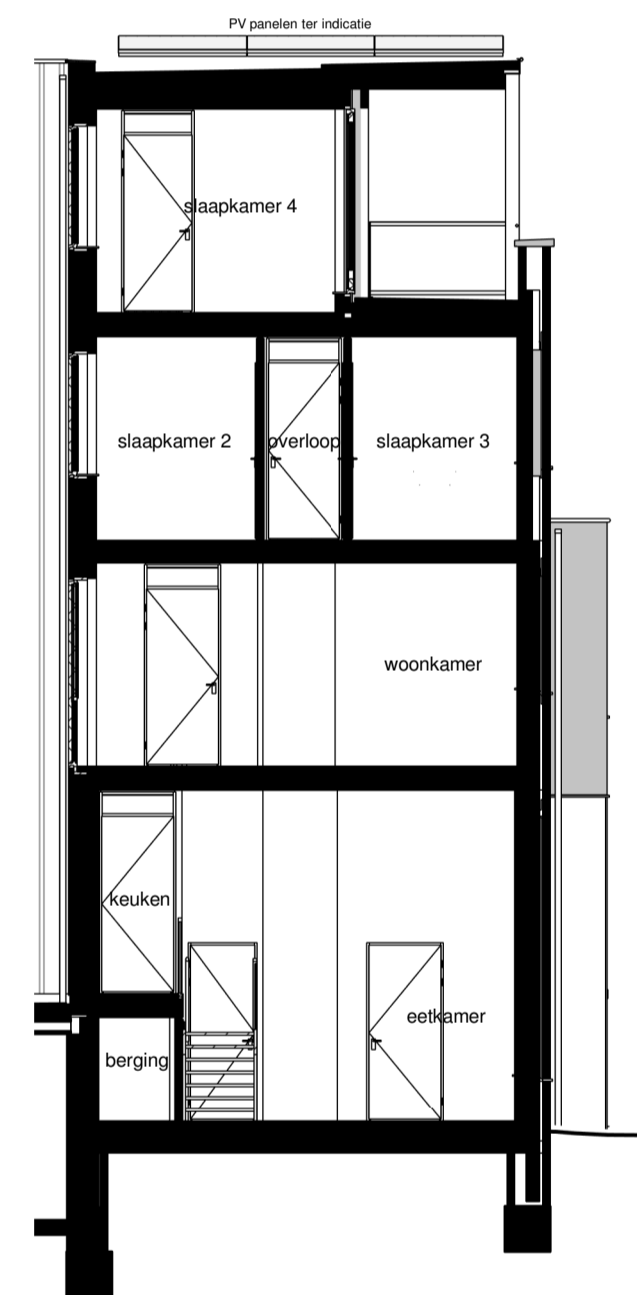 PV panelen ter indicatie
slaapkamer 4
slaapkamer 2
overloop
slaapkamer 3
woonkamer
keuken
eetkamer
berging